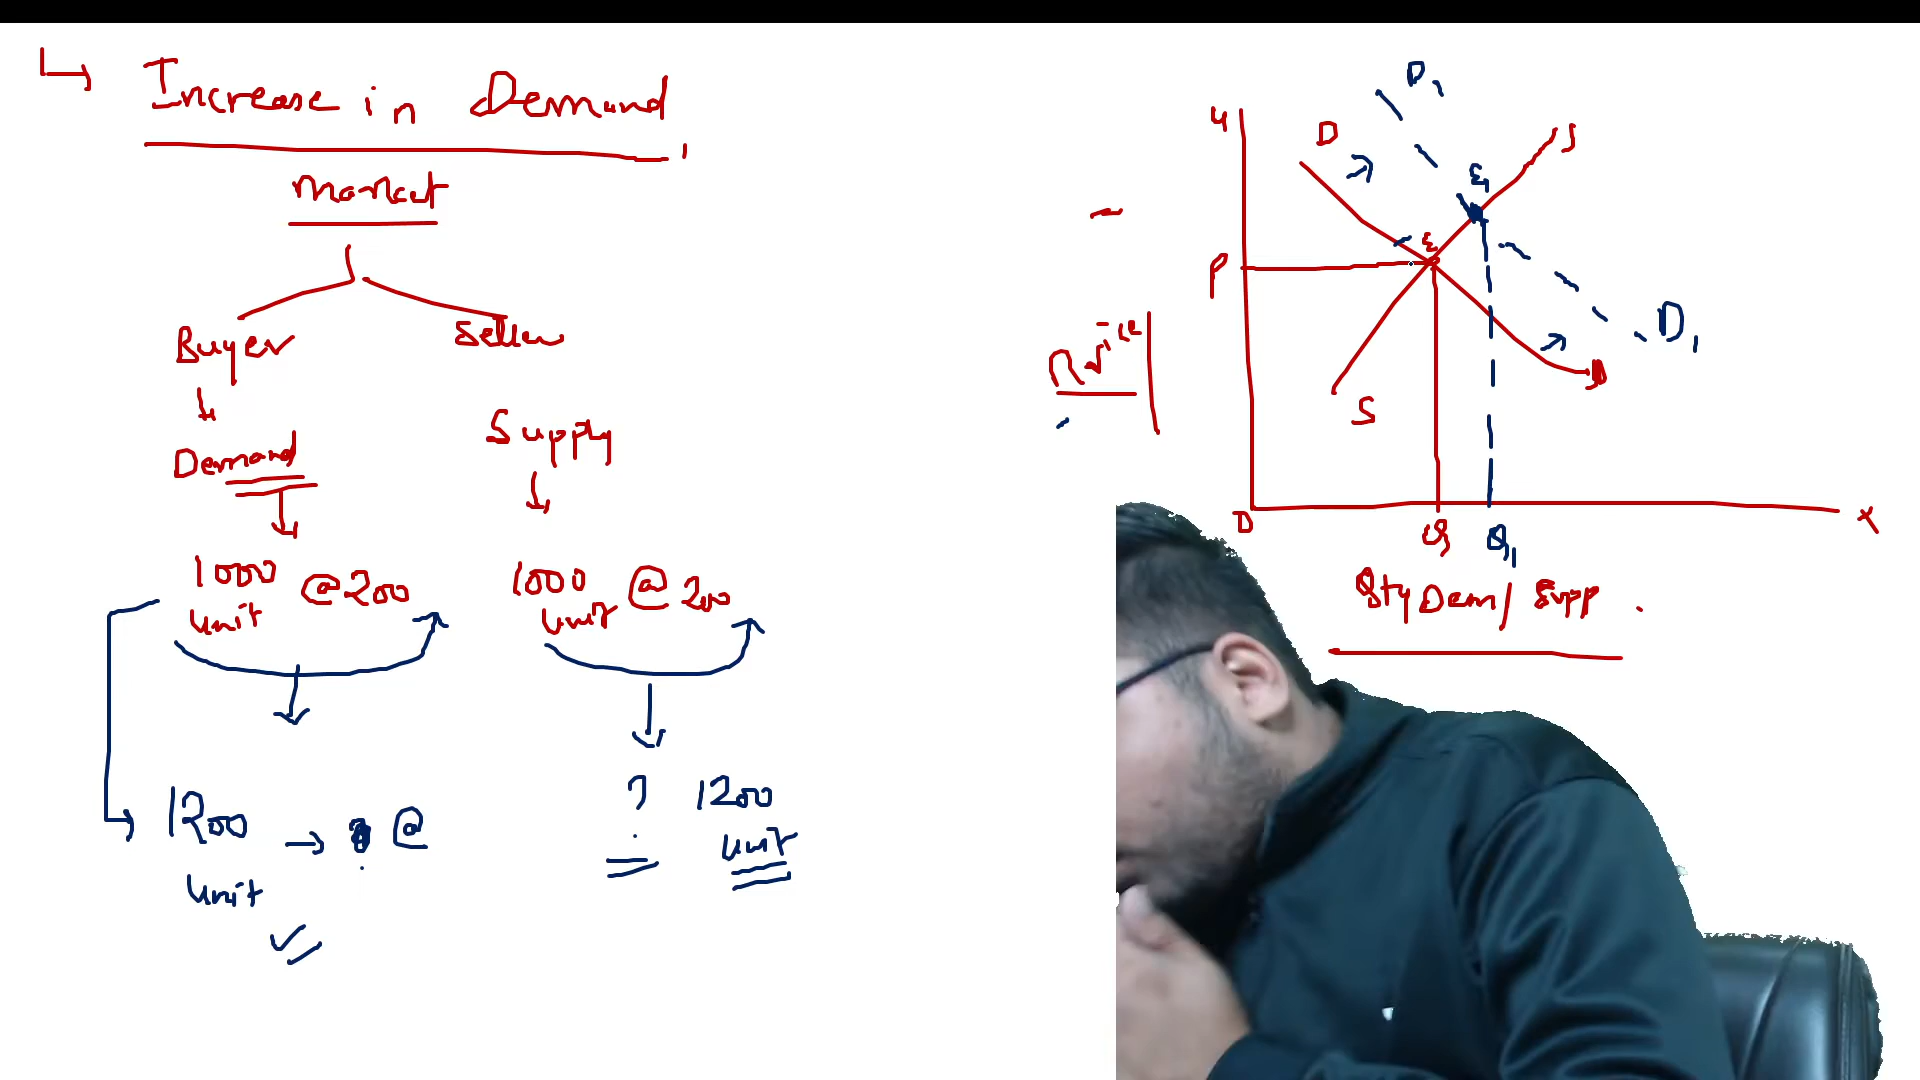 Increase in Demand
Market
Buyer
Seller
Demand
Supply
1000 @ 200
unit
1000 @ 200
unit
1200 → @
unit
? 1200
unit
D1
Y
D
S
E1
E
P
D1
Price
D
S
O
Q
Q1
X
Qty Dem/ Supp.